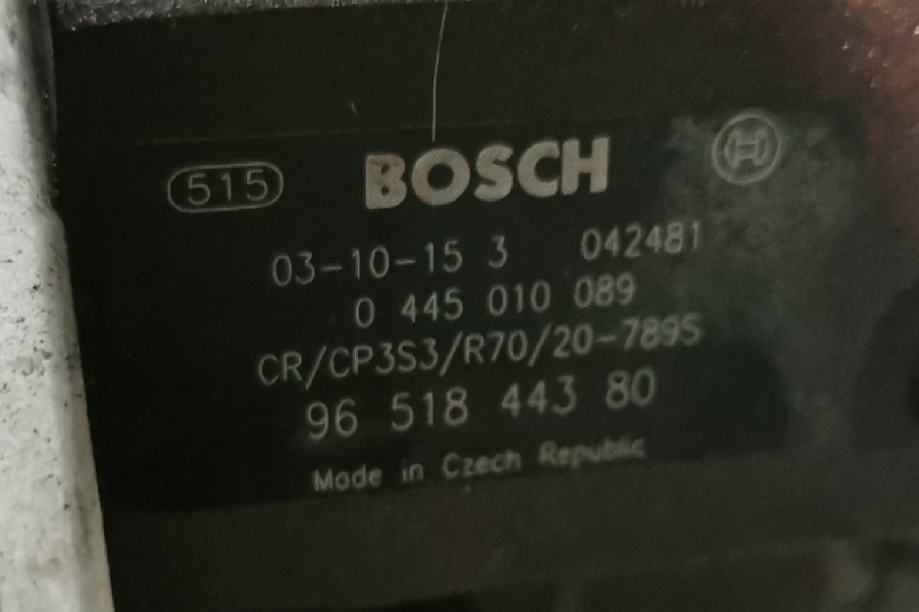 515 BOSCH
03-10-15 3 042481
0 445 010 089
CR/CP3S3/R70/20-789S
96 518 443 80
Made in Czech Republic